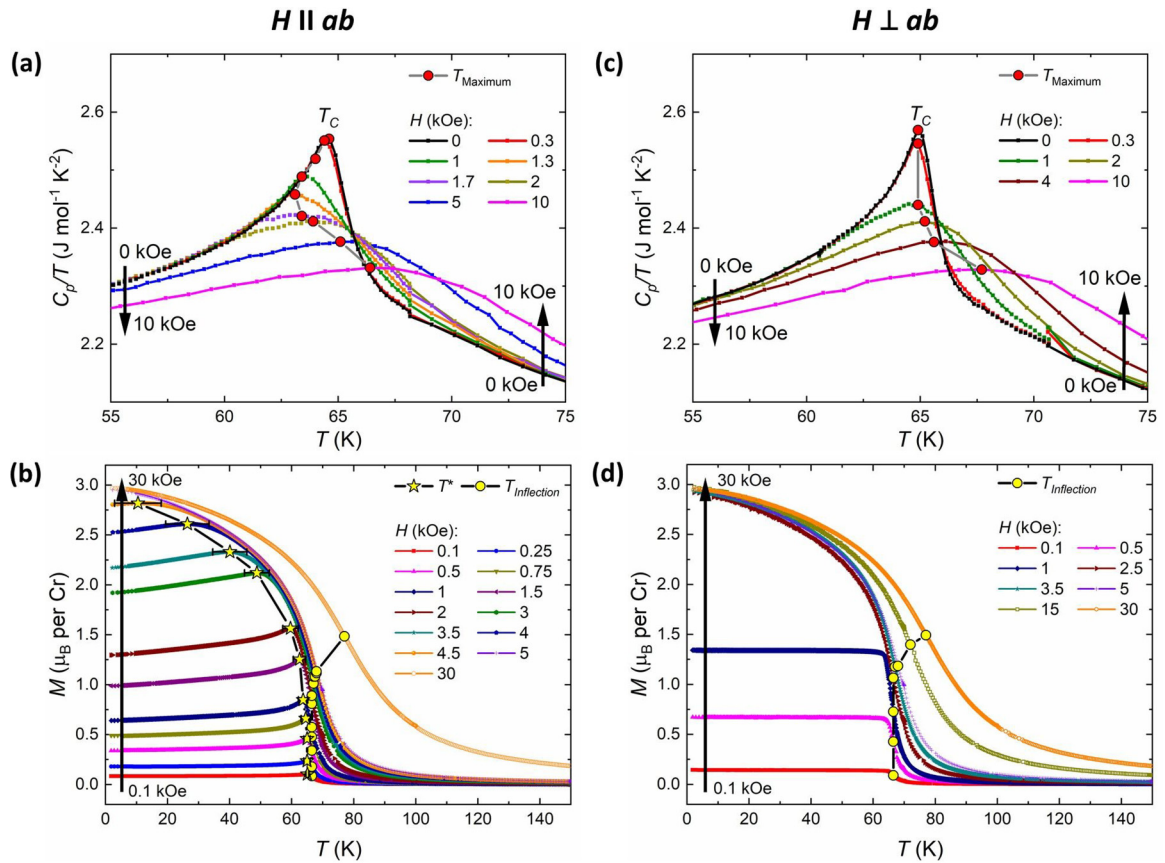 H II ab
H ⊥ ab
(a)
T_Maximum
T_C
H (kOe):
0 0.3
1 1.3
1.7 2
5 10
0 kOe
10 kOe
10 kOe
0 kOe
2.6
2.4
2.2
C_p/T (J mol⁻¹ K⁻²)
55 60 65 70 75
T (K)
(c)
T_Maximum
T_C
H (kOe):
0 0.3
1 2
4 10
0 kOe
10 kOe
10 kOe
0 kOe
2.6
2.4
2.2
C_p/T (J mol⁻¹ K⁻²)
55 60 65 70 75
T (K)
(b)
30 kOe
T* T_Inflection
H (kOe):
0.1 0.25
0.5 0.75
1 1.5
2 3
3.5 4
4.5 5
30
0.1 kOe
3.0
2.5
2.0
1.5
1.0
0.5
0.0
M (μ_B per Cr)
0 20 40 60 80 100 120 140
T (K)
(d)
30 kOe
T_Inflection
H (kOe):
0.1 0.5
1 2.5
3.5 5
15 30
0.1 kOe
3.0
2.5
2.0
1.5
1.0
0.5
0.0
M (μ_B per Cr)
0 20 40 60 80 100 120 140
T (K)